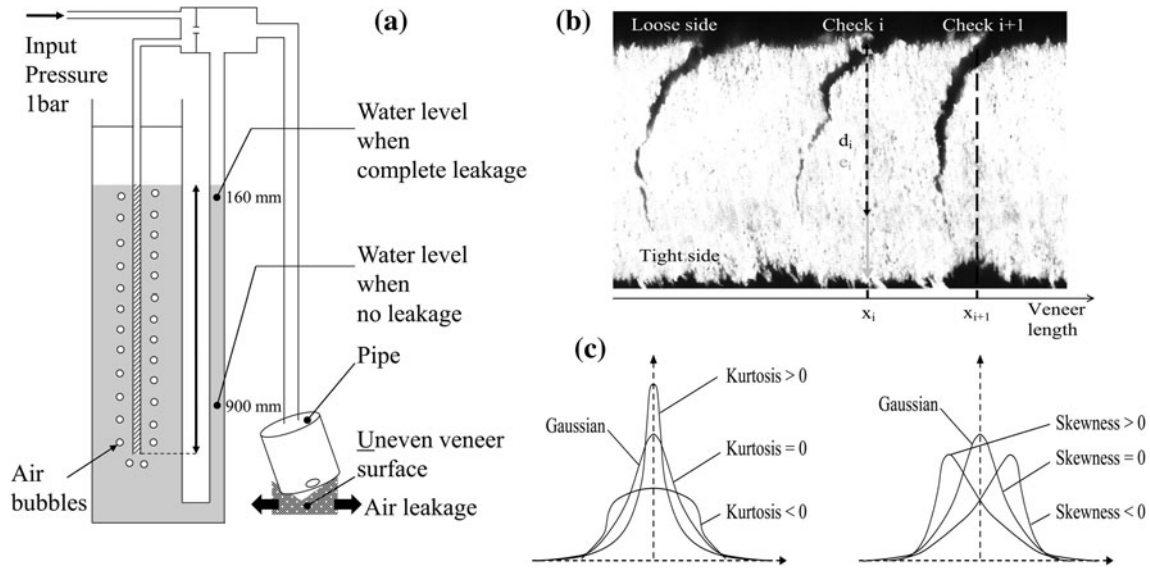 (a)
Input
Pressure
1bar
Water level
when
complete leakage
160 mm
Water level
when
no leakage
Pipe
900 mm
Uneven veneer
surface
Air
bubbles
Air leakage
(b)
Loose side
Check i
Check i+1
di
ei
Tight side
xi
xi+1
Veneer
length
(c)
Kurtosis > 0
Gaussian
Kurtosis = 0
Kurtosis < 0
Gaussian
Skewness > 0
Skewness = 0
Skewness < 0